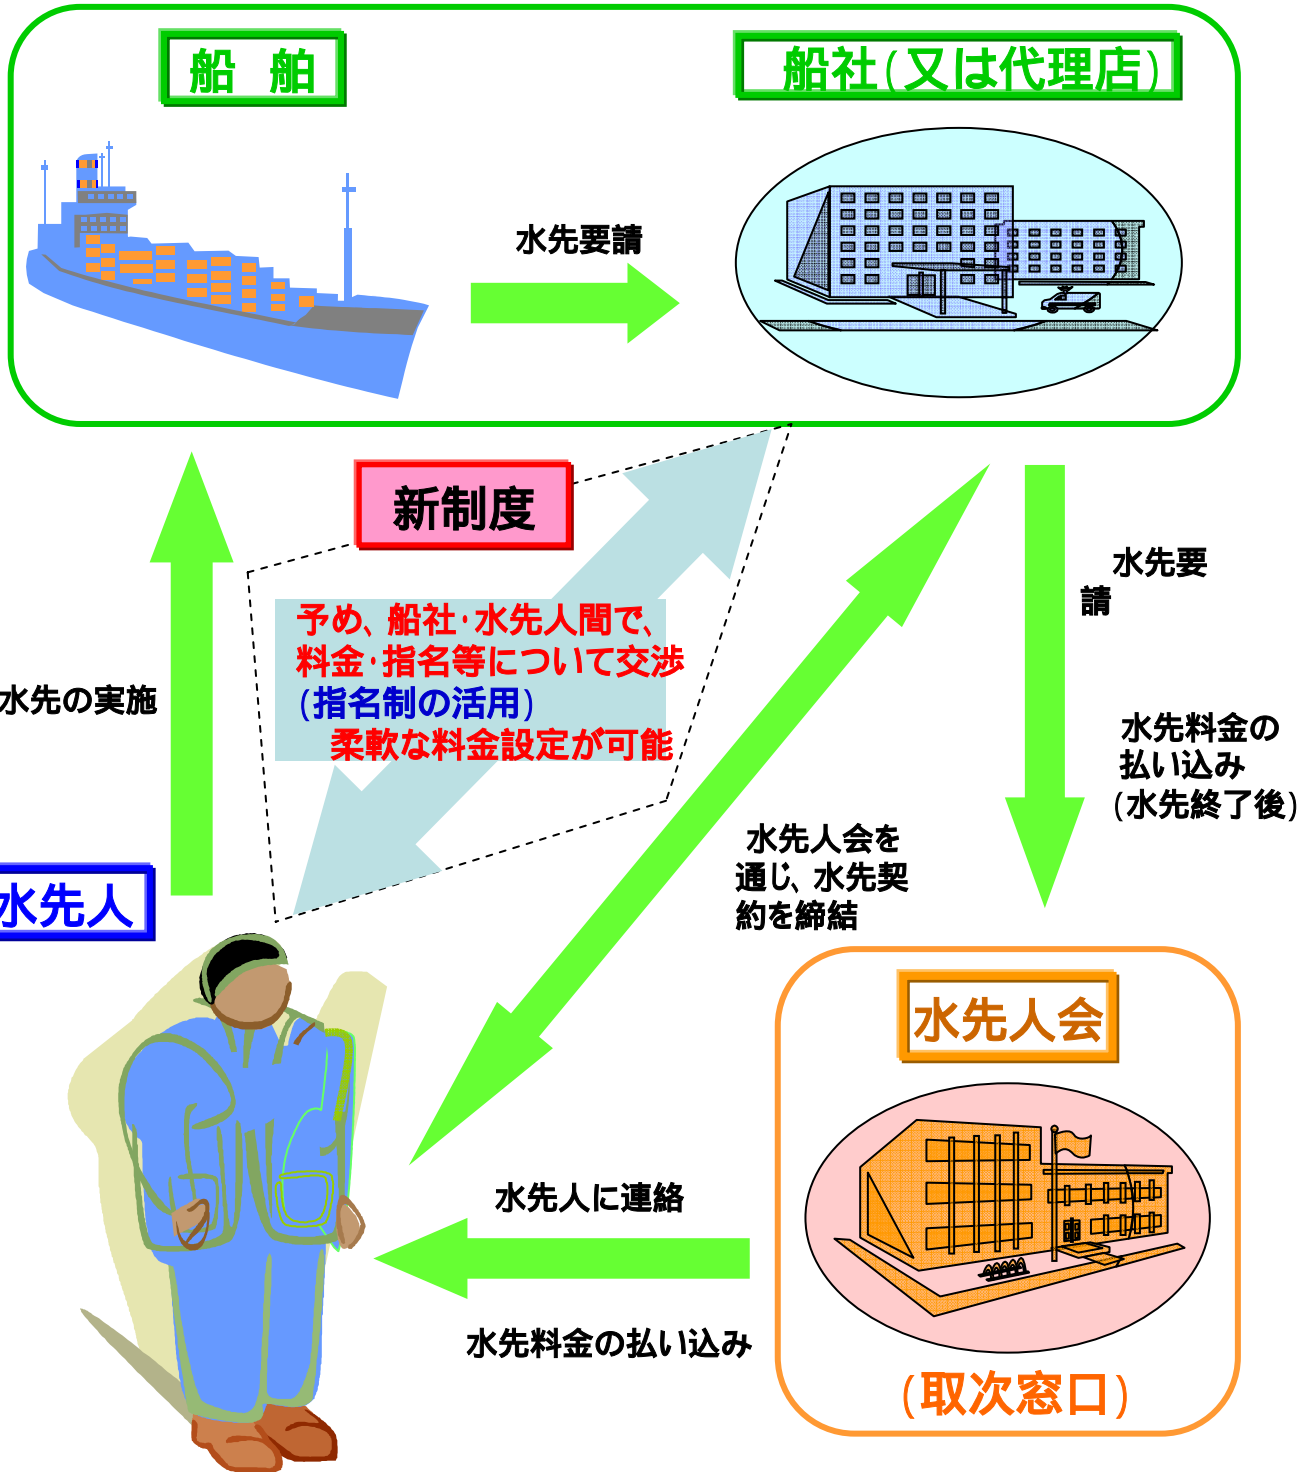 船 舶
船社(又は代理店)
水先要請
新制度
水先要
請
予め、船社・水先人間で、
料金・指名等について交渉
(指名制の活用)
柔軟な料金設定が可能
水先の実施
水先料金の
払い込み
(水先終了後)
水先人会を
通じ、水先契
約を締結
水先人
水先人会
水先人に連絡
水先料金の払い込み
(取次窓口)